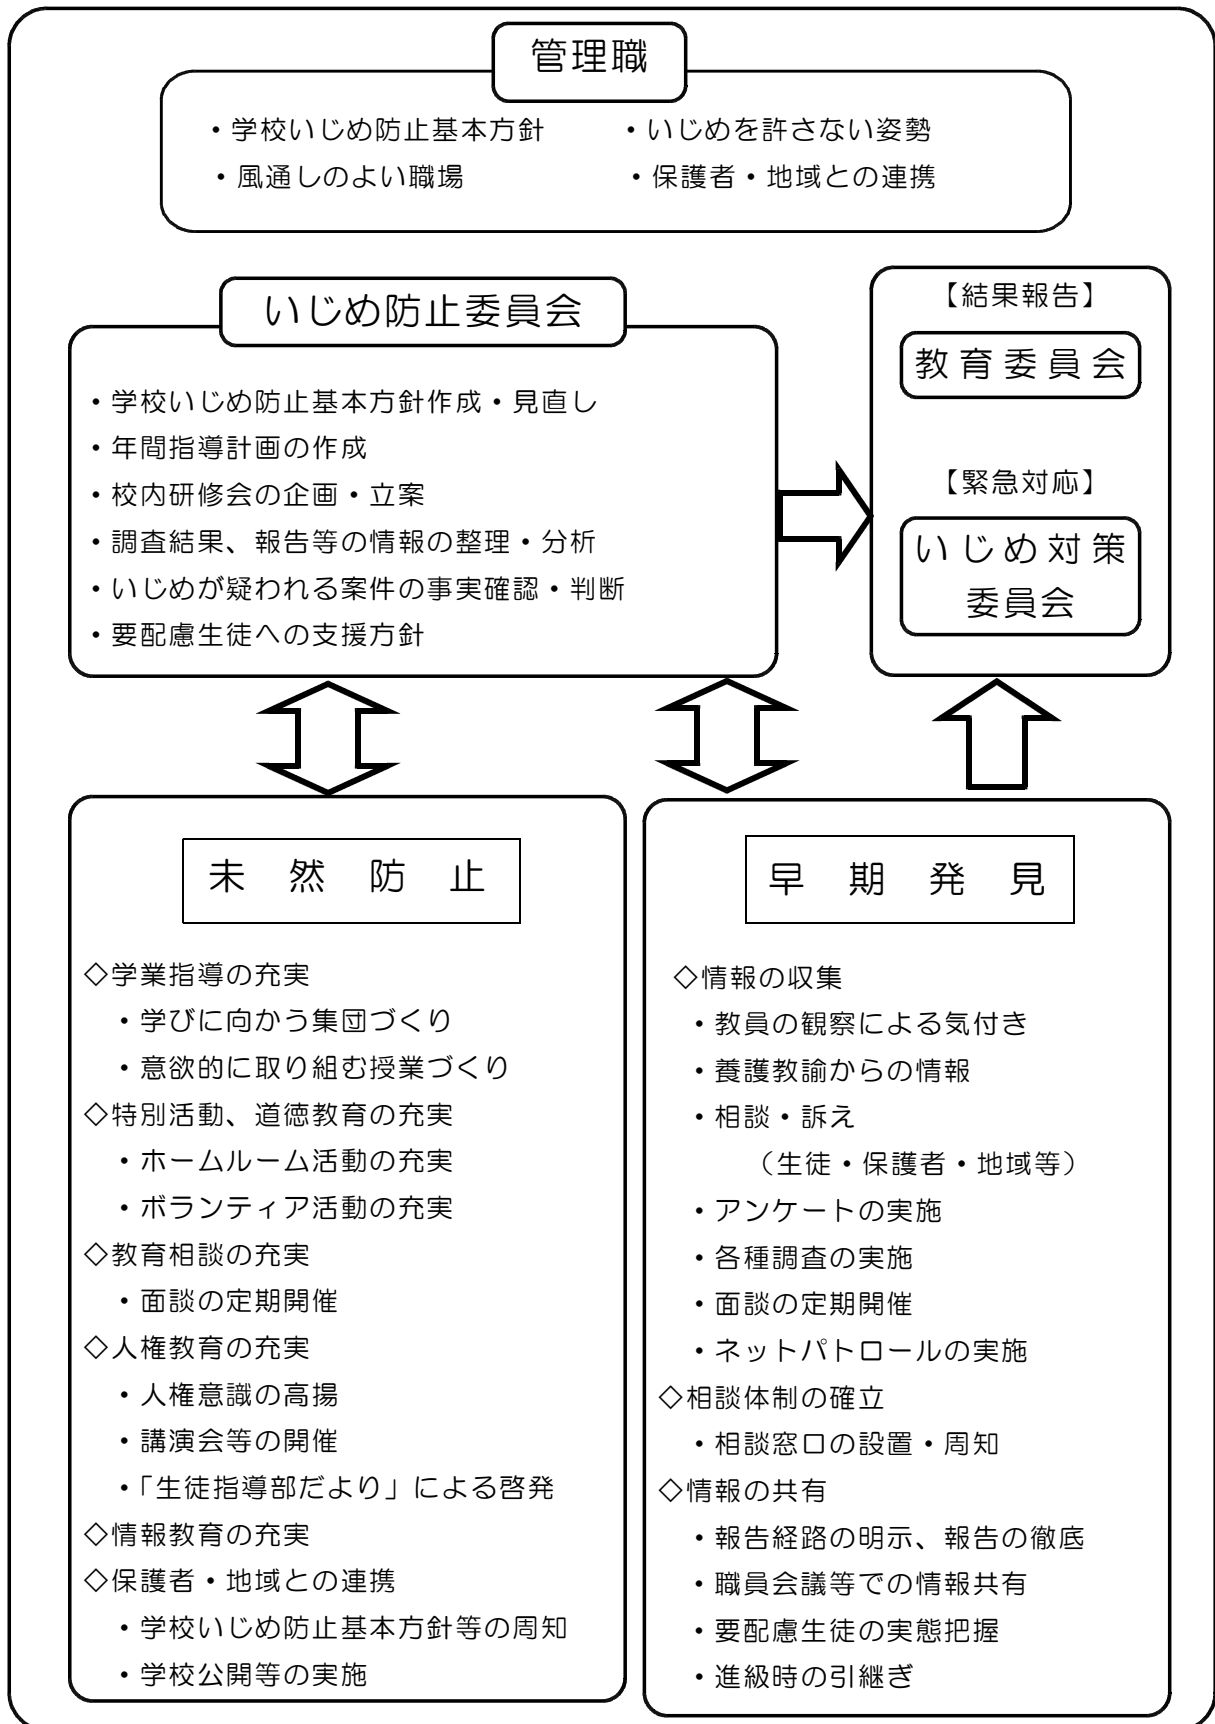 管理職
・学校いじめ防止基本方針　・いじめを許さない姿勢
・風通しのよい職場　・保護者・地域との連携
いじめ防止委員会
・学校いじめ防止基本方針作成・見直し
・年間指導計画の作成
・校内研修会の企画・立案
・調査結果、報告等の情報の整理・分析
・いじめが疑われる案件の事実確認・判断
・要配慮生徒への支援方針
【結果報告】
教育委員会
【緊急対応】
いじめ対策
委員会
未然防止
◇学業指導の充実
・学びに向かう集団づくり
・意欲的に取り組む授業づくり
◇特別活動、道徳教育の充実
・ホームルーム活動の充実
・ボランティア活動の充実
◇教育相談の充実
・面談の定期開催
◇人権教育の充実
・人権意識の高揚
・講演会等の開催
・「生徒指導部だより」による啓発
◇情報教育の充実
◇保護者・地域との連携
・学校いじめ防止基本方針等の周知
・学校公開等の実施
早期発見
◇情報の収集
・教員の観察による気付き
・養護教諭からの情報
・相談・訴え
（生徒・保護者・地域等）
・アンケートの実施
・各種調査の実施
・面談の定期開催
・ネットパトロールの実施
◇相談体制の確立
・相談窓口の設置・周知
◇情報の共有
・報告経路の明示、報告の徹底
・職員会議等での情報共有
・要配慮生徒の実態把握
・進級時の引継ぎ